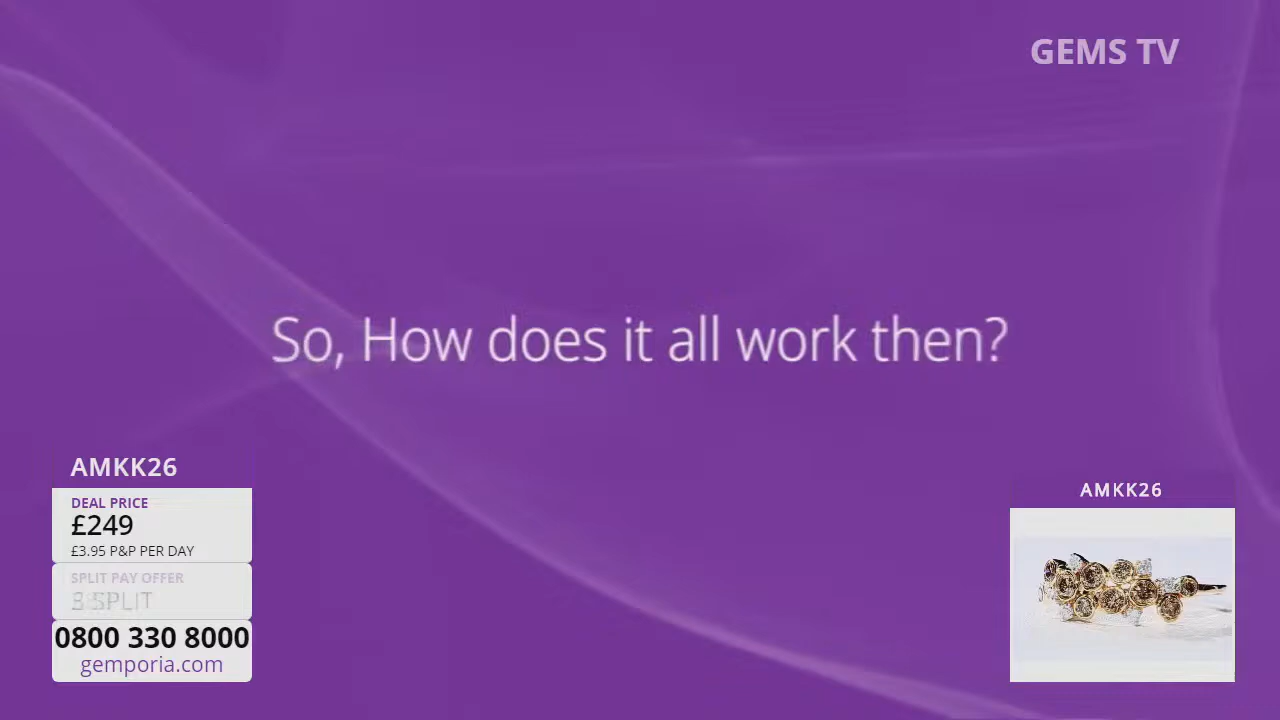 GEMS TV
So, How does it all work then?
AMKK26
DEAL PRICE
£249
£3.95 P&P PER DAY
SPLIT PAY OFFER
SPLIT
0800 330 8000
gemporia.com
AMKK26